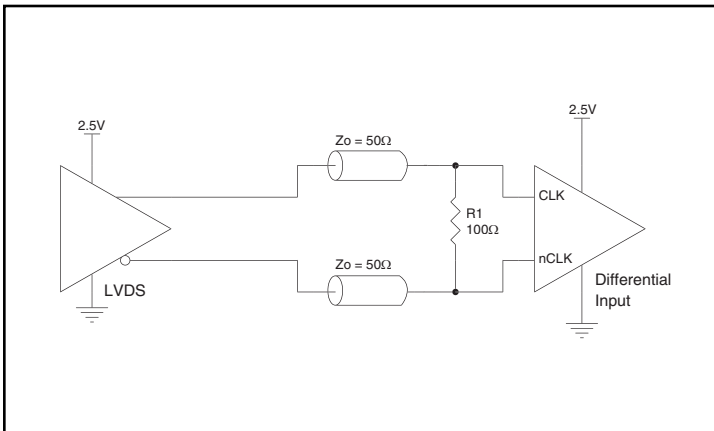 2.5V
2.5V
Zo = 50Ω
CLK
R1
100Ω
nCLK
Zo = 50Ω
LVDS
Differential
Input